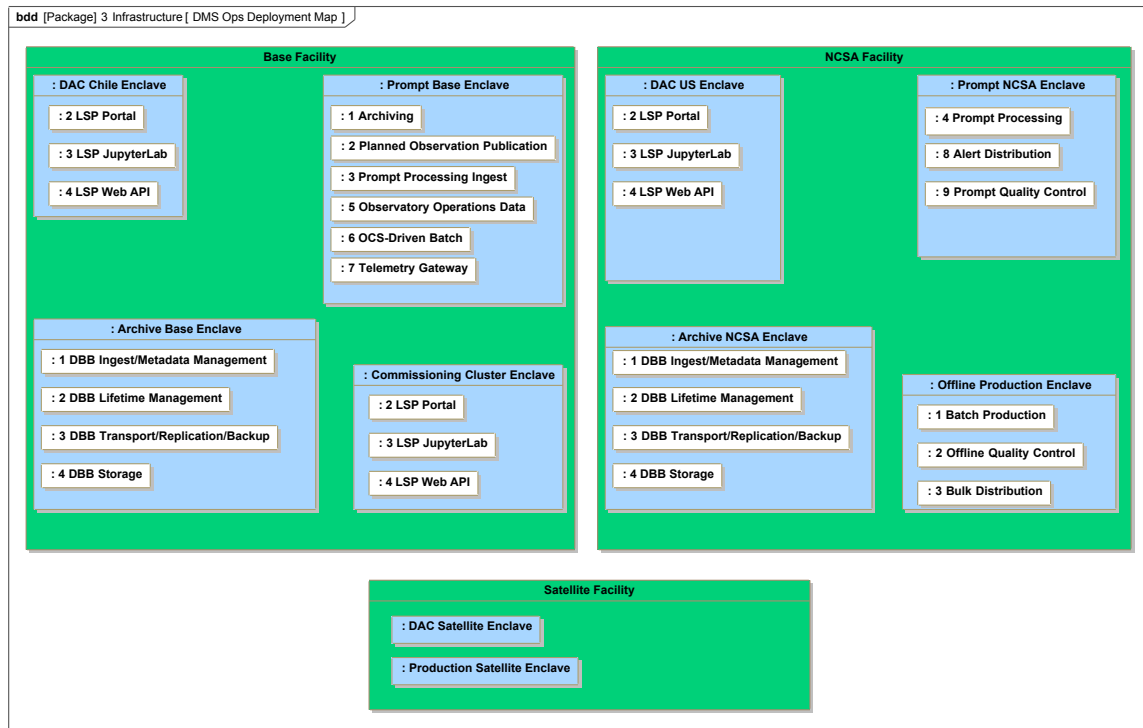 bdd [Package] 3 Infrastructure [ DMS Ops Deployment Map ]
Base Facility
: DAC Chile Enclave
: 2 LSP Portal
: 3 LSP JupyterLab
: 4 LSP Web API
: Prompt Base Enclave
: 1 Archiving
: 2 Planned Observation Publication
: 3 Prompt Processing Ingest
: 5 Observatory Operations Data
: 6 OCS-Driven Batch
: 7 Telemetry Gateway
: Archive Base Enclave
: 1 DBB Ingest/Metadata Management
: 2 DBB Lifetime Management
: 3 DBB Transport/Replication/Backup
: 4 DBB Storage
: Commissioning Cluster Enclave
: 2 LSP Portal
: 3 LSP JupyterLab
: 4 LSP Web API
NCSA Facility
: DAC US Enclave
: 2 LSP Portal
: 3 LSP JupyterLab
: 4 LSP Web API
: Prompt NCSA Enclave
: 4 Prompt Processing
: 8 Alert Distribution
: 9 Prompt Quality Control
: Archive NCSA Enclave
: 1 DBB Ingest/Metadata Management
: 2 DBB Lifetime Management
: 3 DBB Transport/Replication/Backup
: 4 DBB Storage
: Offline Production Enclave
: 1 Batch Production
: 2 Offline Quality Control
: 3 Bulk Distribution
Satellite Facility
: DAC Satellite Enclave
: Production Satellite Enclave